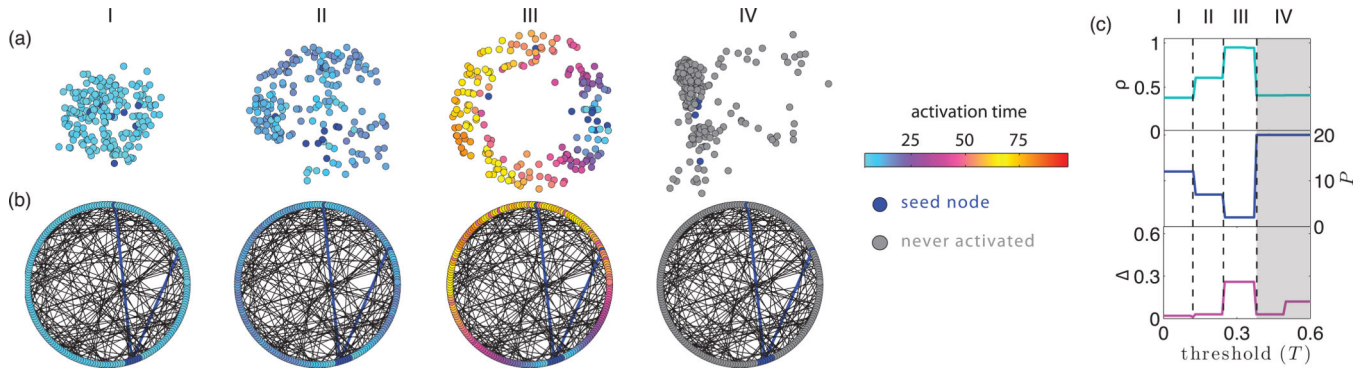 I II III IV
(a)
(b)
activation time
25 50 75
seed node
never activated
(c)
I II III IV
1
0.5
0
ρ
20
10
0
P
0.6
0.3
0
Δ
0 0.3 0.6
threshold (T)